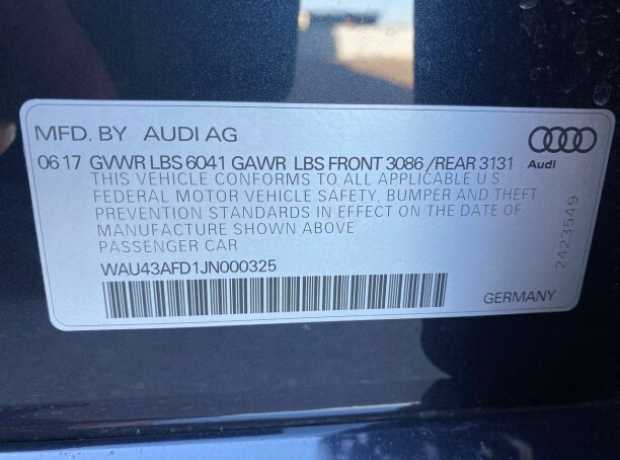 MFD. BY AUDI AG
06 17 GVWR LBS 6041 GAWR LBS FRONT 3086 /REAR 3131
THIS VEHICLE CONFORMS TO ALL APPLICABLE U S
FEDERAL MOTOR VEHICLE SAFETY, BUMPER AND THEFT
PREVENTION STANDARDS IN EFFECT ON THE DATE OF
MANUFACTURE SHOWN ABOVE
PASSENGER CAR
WAU43AFD1JN000325
Audi
2423549
GERMANY